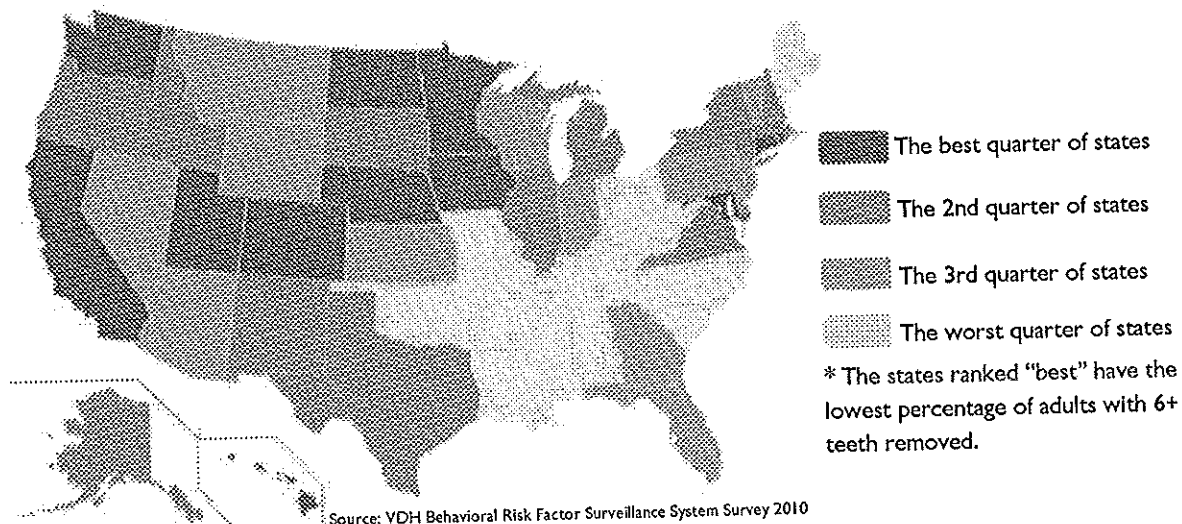 The best quarter of states
The 2nd quarter of states
The 3rd quarter of states
The worst quarter of states
* The states ranked "best" have the
lowest percentage of adults with 6+
teeth removed.
Source: VDH Behavioral Risk Factor Surveillance System Survey 2010